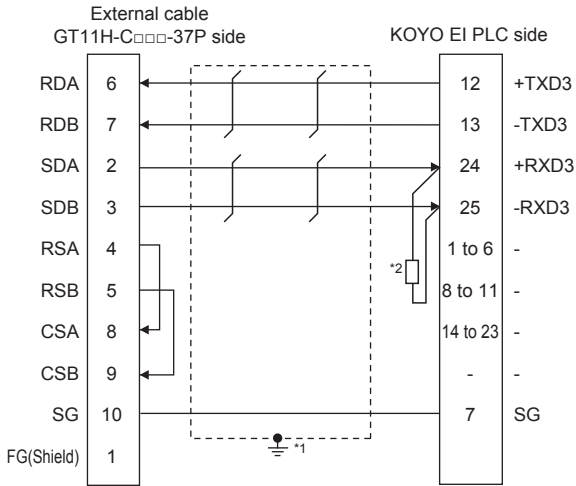 External cable
GT11H-C□□□-37P side
KOYO EI PLC side
RDA 6 12 +TXD3
RDB 7 13 -TXD3
SDA 2 24 +RXD3
SDB 3 25 -RXD3
RSA 4 1 to 6 -
*2
RSB 5 8 to 11 -
CSA 8 14 to 23 -
CSB 9 - -
SG 10 7 SG
*1
FG(Shield) 1